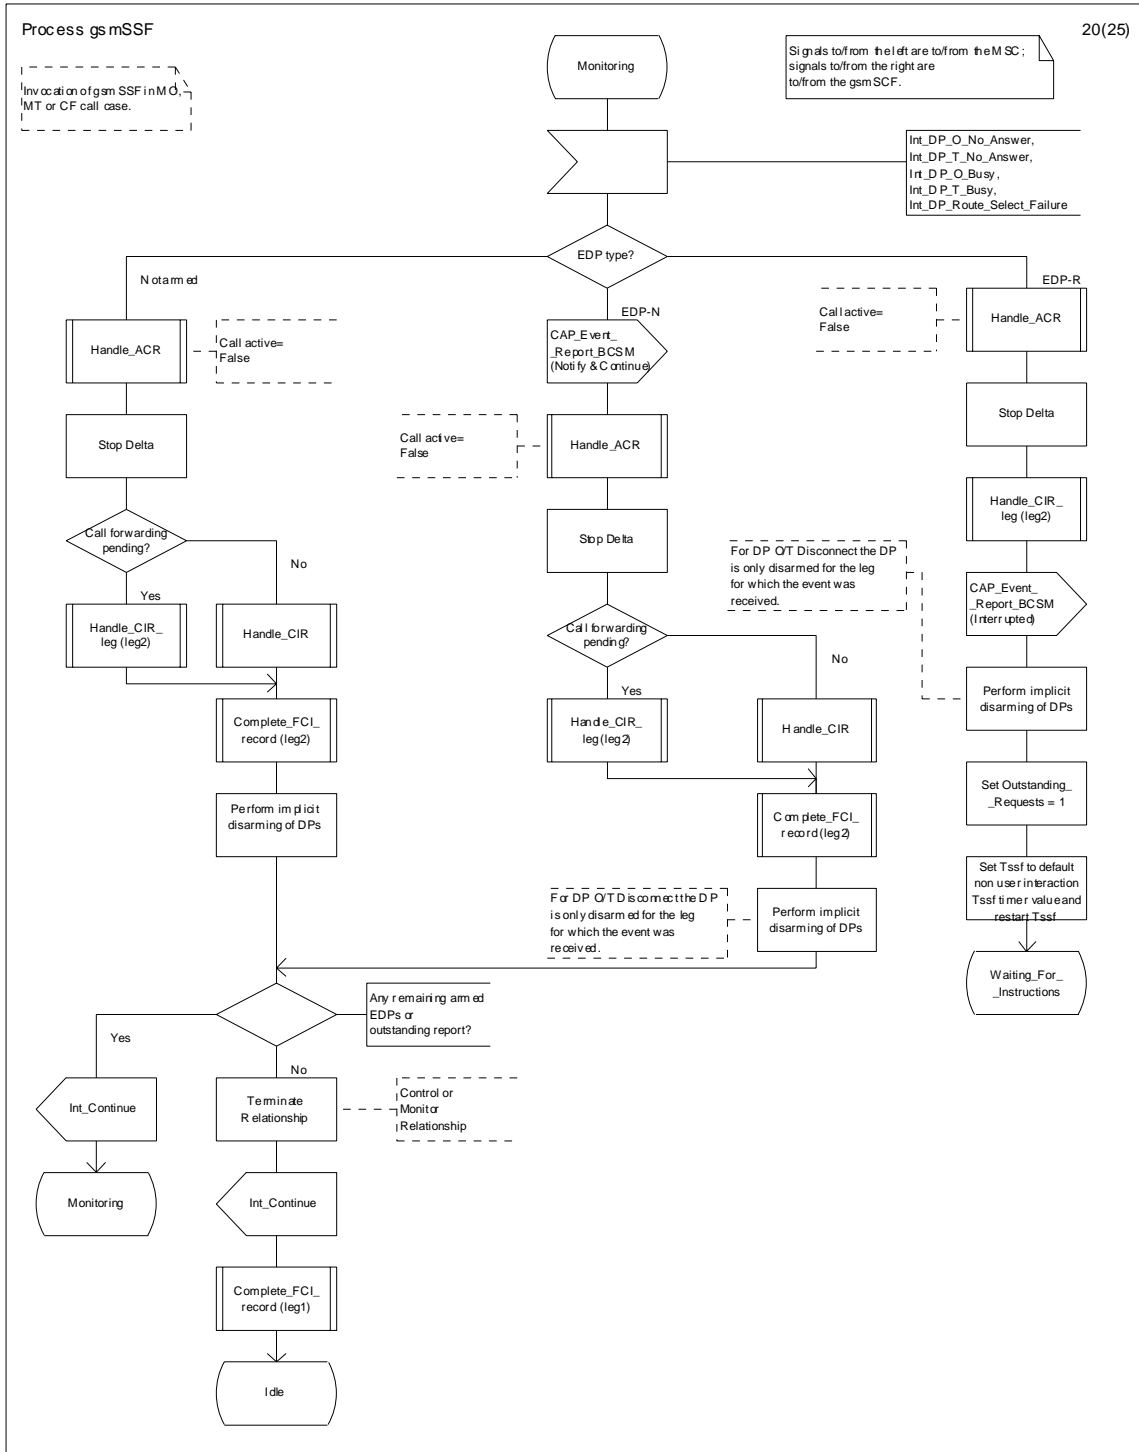 Process gsmSSF
20(25)
Invocation of gsmSSF in MO,
MT or CF call case.
Monitoring
Signals to/from the left are to/from the MSC;
signals to/from the right are
to/from the gsmSCF.
Int_DP_O_No_Answer,
Int_DP_T_No_Answer,
Int_DP_O_Busy,
Int_DP_T_Busy,
Int_DP_Route_Select_Failure
EDP type?
Not armed
EDP-N
EDP-R
Handle_ACR
Call active=
False
CAP_Event_
_Report_BCSM
(Notify & Continue)
Call active=
False
Handle_ACR
Stop Delta
Call active=
False
Handle_ACR
Stop Delta
Call forwarding
pending?
No
Yes
Stop Delta
For DP O/T Disconnect the DP
is only disarmed for the leg
for which the event was
received.
Handle_CIR_
leg (leg2)
CAP_Event_
_Report_BCSM
(Interrupted)
Handle_CIR_
leg (leg2)
Handle_CIR
Call forwarding
pending?
No
Yes
Perform implicit
disarming of DPs
Complete_FCI_
record (leg2)
Handle_CIR_
leg (leg2)
Handle_CIR
Set Outstanding_
_Requests = 1
Perform implicit
disarming of DPs
Complete_FCI_
record (leg2)
Set Tssf to default
non user interaction
Tssf timer value and
restart Tssf
For DP O/T Disconnect the DP
is only disarmed for the leg
for which the event was
received.
Perform implicit
disarming of DPs
Waiting_For_
_Instructions
Any remaining armed
EDPs or
outstanding report?
Yes
No
Int_Continue
Terminate
Relationship
Control or
Monitor
Relationship
Monitoring
Int_Continue
Complete_FCI_
record (leg1)
Idle